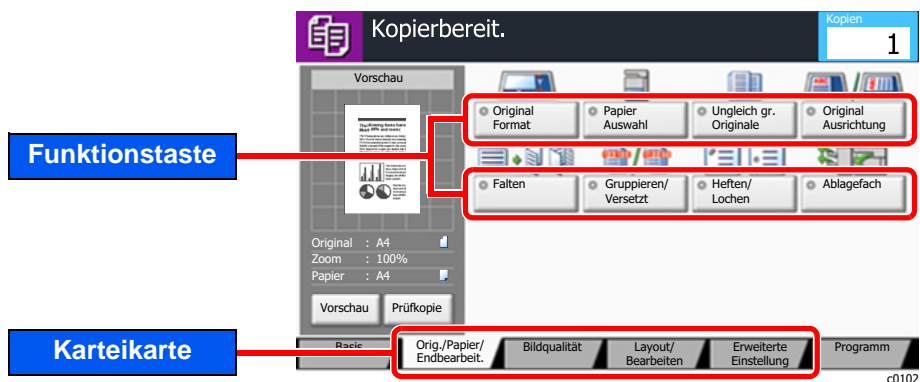 Kopierbereit.
Kopien
1
Vorschau
Original
Format
Papier
Auswahl
Ungleich gr.
Originale
Original
Ausrichtung
Funktionstaste
Falten
Gruppieren/
Versetzt
Heften/
Lochen
Ablagefach
Original : A4
Zoom : 100%
Papier : A4
Vorschau
Prüfkopie
Karteikarte
Basis
Orig./Papier/
Endbearbeit.
Bildqualität
Layout/
Bearbeiten
Erweiterte
Einstellung
Programm
c0102